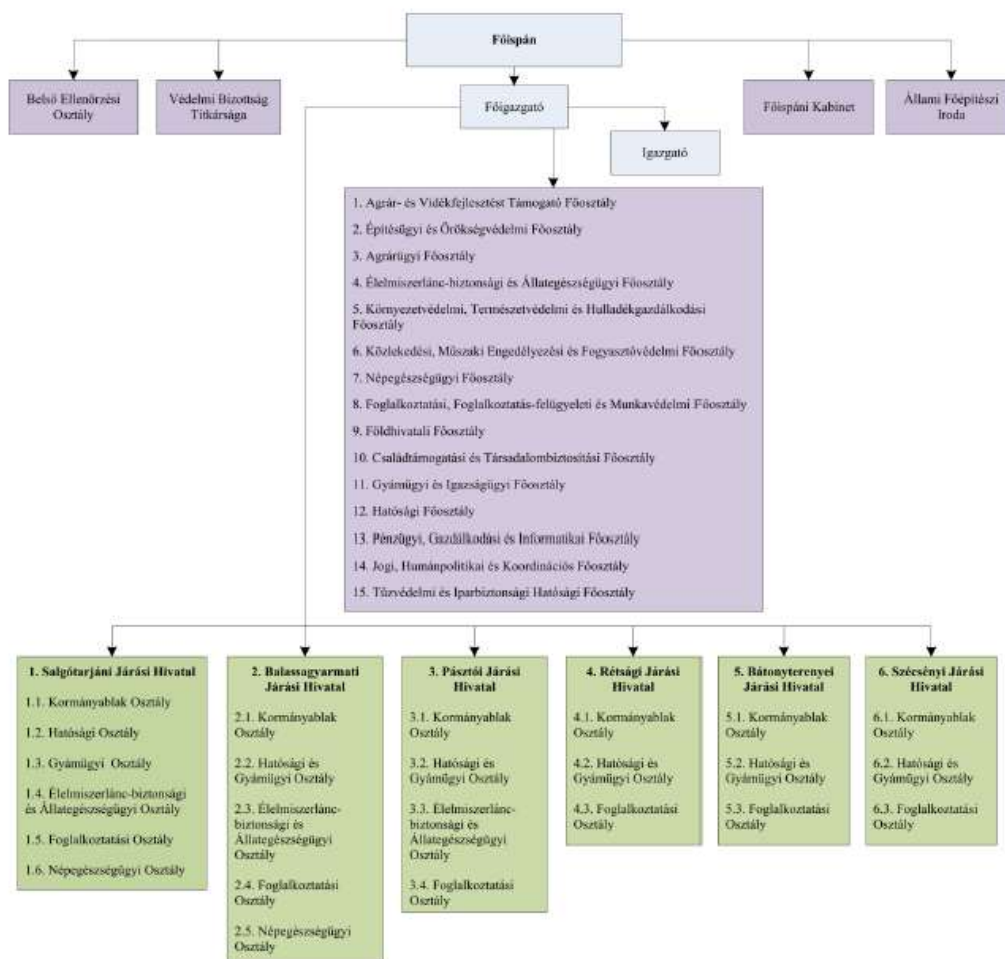 Főispán
Belső Ellenőrzési
Osztály
Védelmi Bizottság
Titkársága
Főigazgató
Főispáni Kabinet
Állami Főépítészi
Iroda
Igazgató
1. Agrár- és Vidékfejlesztést Támogató Főosztály
2. Építésügyi és Örökségvédelmi Főosztály
3. Agrárügyi Főosztály
4. Élelmiszerlánc-biztonsági és Állategészségügyi Főosztály
5. Környezetvédelmi, Természetvédelmi és Hulladékgazdálkodási
Főosztály
6. Közlekedési, Műszaki Engedélyezési és Fogyasztóvédelmi Főosztály
7. Népegészségügyi Főosztály
8. Foglalkoztatási, Foglalkoztatás-felügyeleti és Munkavédelmi Főosztály
9. Földhivatali Főosztály
10. Családtámogatási és Társadalombiztosítási Főosztály
11. Gyámügyi és Igazságügyi Főosztály
12. Hatósági Főosztály
13. Pénzügyi, Gazdálkodási és Informatikai Főosztály
14. Jogi, Humánpolitikai és Koordinációs Főosztály
15. Tűzvédelmi és Iparbiztonsági Hatósági Főosztály
1. Salgótarjáni Járási Hivatal
1.1. Kormányablak Osztály
1.2. Hatósági Osztály
1.3. Gyámügyi Osztály
1.4. Élelmiszerlánc-biztonsági
és Állategészségügyi Osztály
1.5. Foglalkoztatási Osztály
1.6. Népegészségügyi Osztály
2. Balassagyarmati
Járási Hivatal
2.1. Kormányablak
Osztály
2.2. Hatósági és
Gyámügyi Osztály
2.3. Élelmiszerlánc-
biztonsági és
Állategészségügyi
Osztály
2.4. Foglalkoztatási
Osztály
2.5. Népegészségügyi
Osztály
3. Pásztói Járási
Hivatal
3.1. Kormányablak
Osztály
3.2. Hatósági és
Gyámügyi Osztály
3.3.
Élelmiszerlánc-
biztonsági és
Állategészségügyi
Osztály
3.4. Foglalkoztatási
Osztály
4. Rétsági Járási
Hivatal
4.1. Kormányablak
Osztály
4.2. Hatósági és
Gyámügyi Osztály
4.3. Foglalkoztatási
Osztály
5. Bátonyterenyei
Járási Hivatal
5.1. Kormányablak
Osztály
5.2. Hatósági és
Gyámügyi Osztály
5.3. Foglalkoztatási
Osztály
6. Szécsényi Járási
Hivatal
6.1. Kormányablak
Osztály
6.2. Hatósági és
Gyámügyi Osztály
6.3. Foglalkoztatási
Osztály